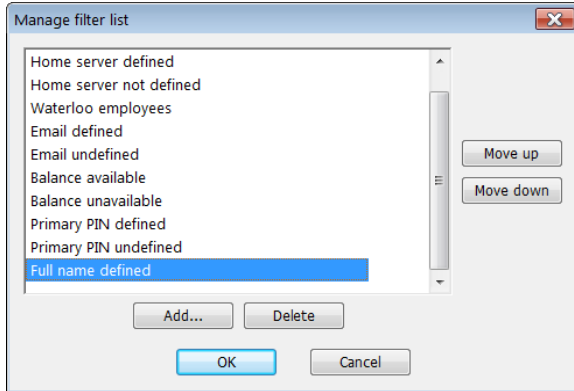 Manage filter list
Home server defined
Home server not defined
Waterloo employees
Email defined
Email undefined
Balance available
Balance unavailable
Primary PIN defined
Primary PIN undefined
Full name defined
Move up
Move down
Add...
Delete
OK
Cancel